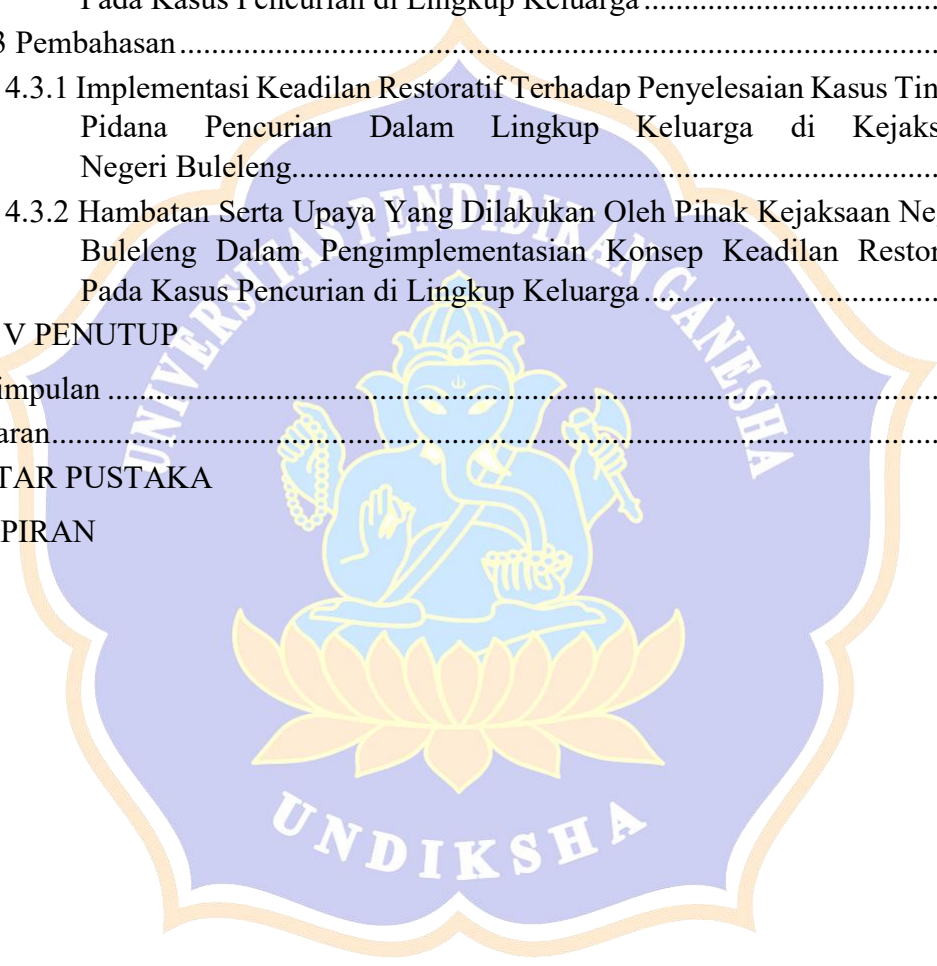 Pada Kasus Pencurian di Lingkup Keluarga ....................................
3 Pembahasan ....................................................................................
4.3.1 Implementasi Keadilan Restoratif Terhadap Penyelesaian Kasus Tin
Pidana Pencurian Dalam Lingkup Keluarga di Kejaks
Negeri Buleleng..............................................................................
4.3.2 Hambatan Serta Upaya Yang Dilakukan Oleh Pihak Kejaksaan Ne
Buleleng Dalam Pengimplementasian Konsep Keadilan Restor
Pada Kasus Pencurian di Lingkup Keluarga ....................................
V PENUTUP
impulan ............................................................................................
aran...................................................................................................
TAR PUSTAKA
PIRAN
UNIVERSITAS PENDIDIKAN GANESHA
UNDIKSHA